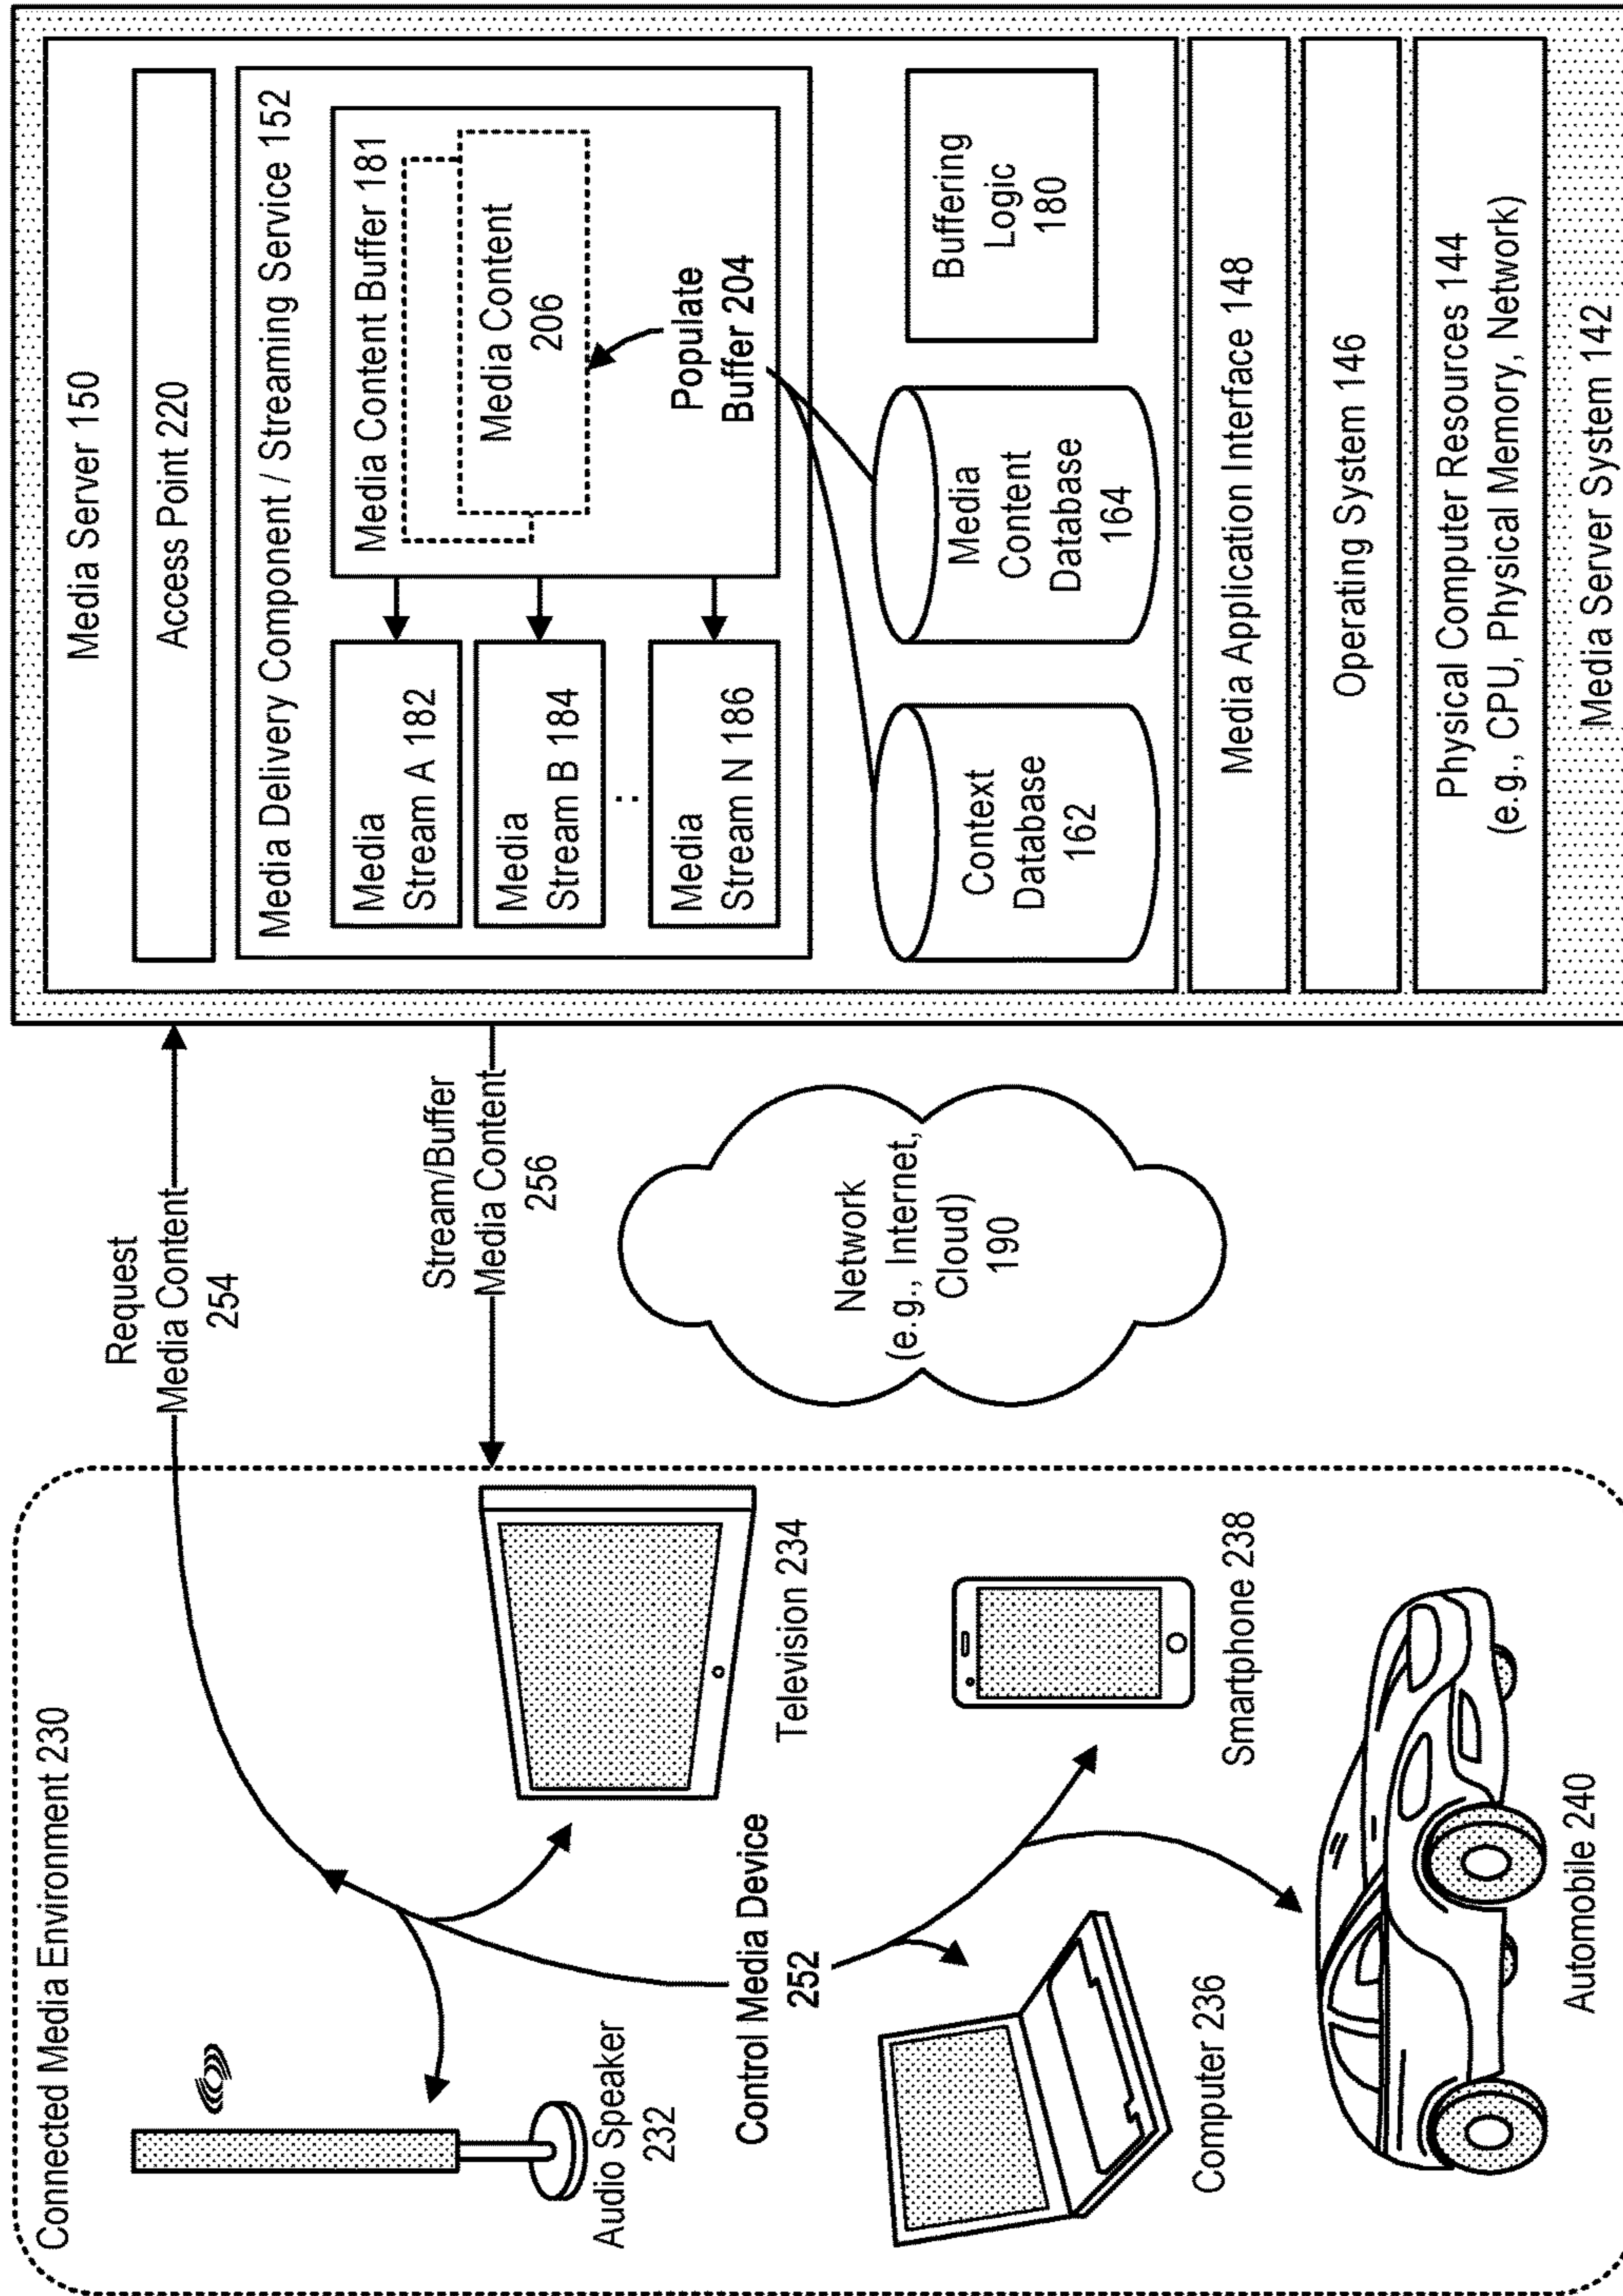 Connected Media Environment 230
Audio Speaker
232
Television 234
Control Media Device
252
Computer 236
Smartphone 238
Automobile 240
Request
Media Content
254
Stream/Buffer
Media Content
256
Network
(e.g., Internet,
Cloud)
190
Media Server 150
Access Point 220
Media Delivery Component / Streaming Service 152
Media
Stream A 182
Media
Stream B 184
:
Media
Stream N 186
Media Content Buffer 181
Media Content
206
Populate
Buffer 204
Context
Database
162
Media
Content
Database
164
Buffering
Logic
180
Media Application Interface 148
Operating System 146
Physical Computer Resources 144
(e.g., CPU, Physical Memory, Network)
Media Server System 142